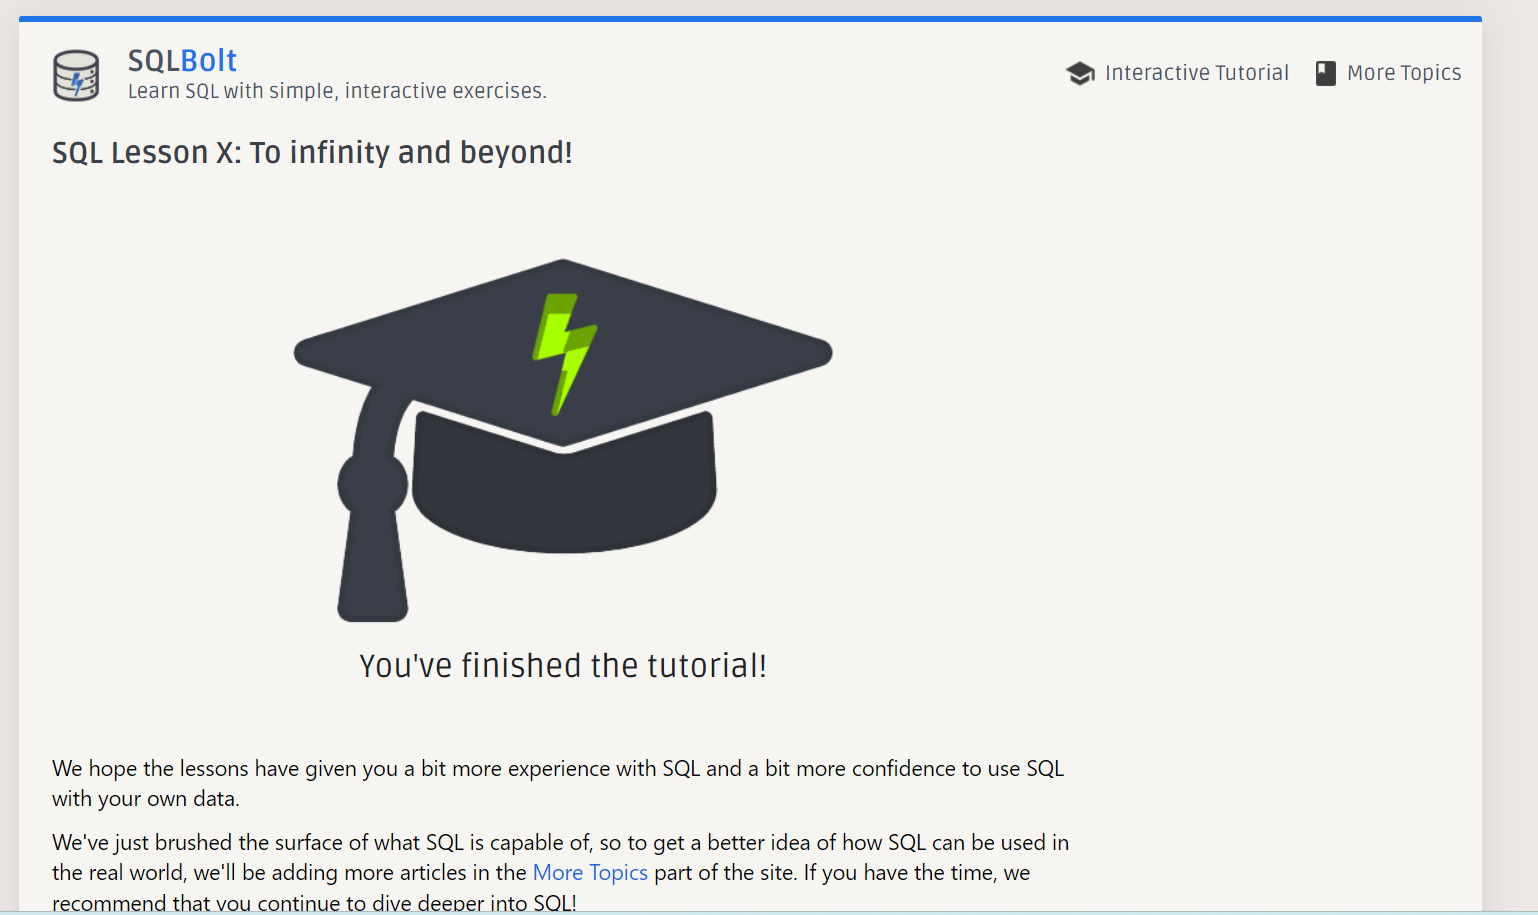 SQLBolt
Learn SQL with simple, interactive exercises.
Interactive Tutorial
More Topics
SQL Lesson X: To infinity and beyond!
You've finished the tutorial!
We hope the lessons have given you a bit more experience with SQL and a bit more confidence to use SQL
with your own data.
We've just brushed the surface of what SQL is capable of, so to get a better idea of how SQL can be used in
the real world, we'll be adding more articles in the More Topics part of the site. If you have the time, we
recommend that you continue to dive deeper into SQL!